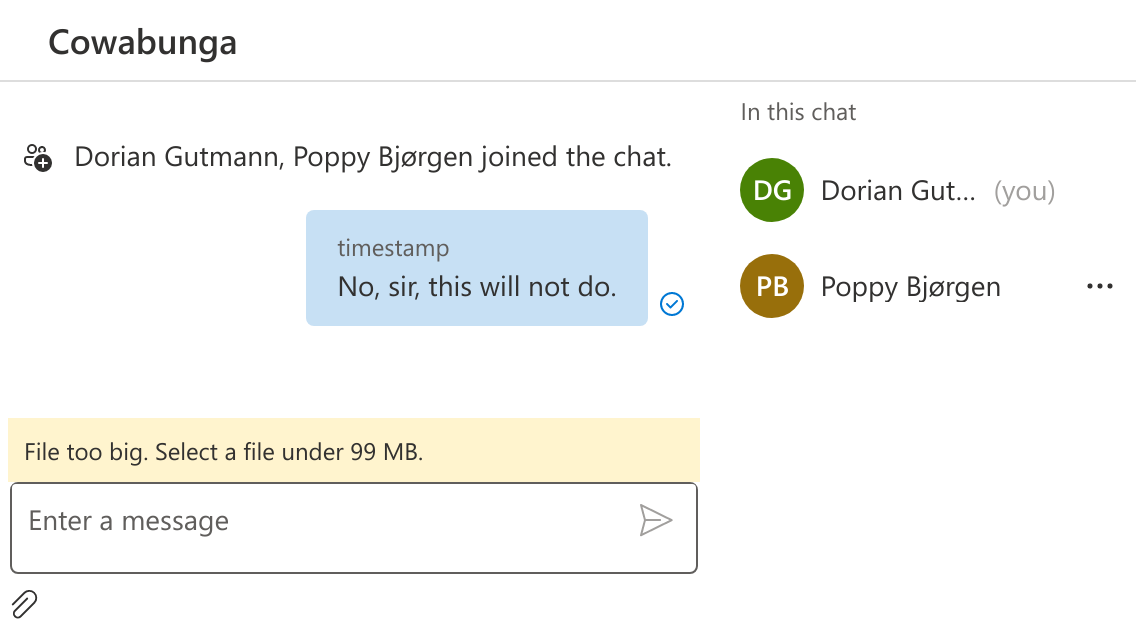 Cowabunga
In this chat
Dorian Gutmann, Poppy Bjørgen joined the chat.
DG Dorian Gut... (you)
timestamp
No, sir, this will not do.
PB Poppy Bjørgen
File too big. Select a file under 99 MB.
Enter a message